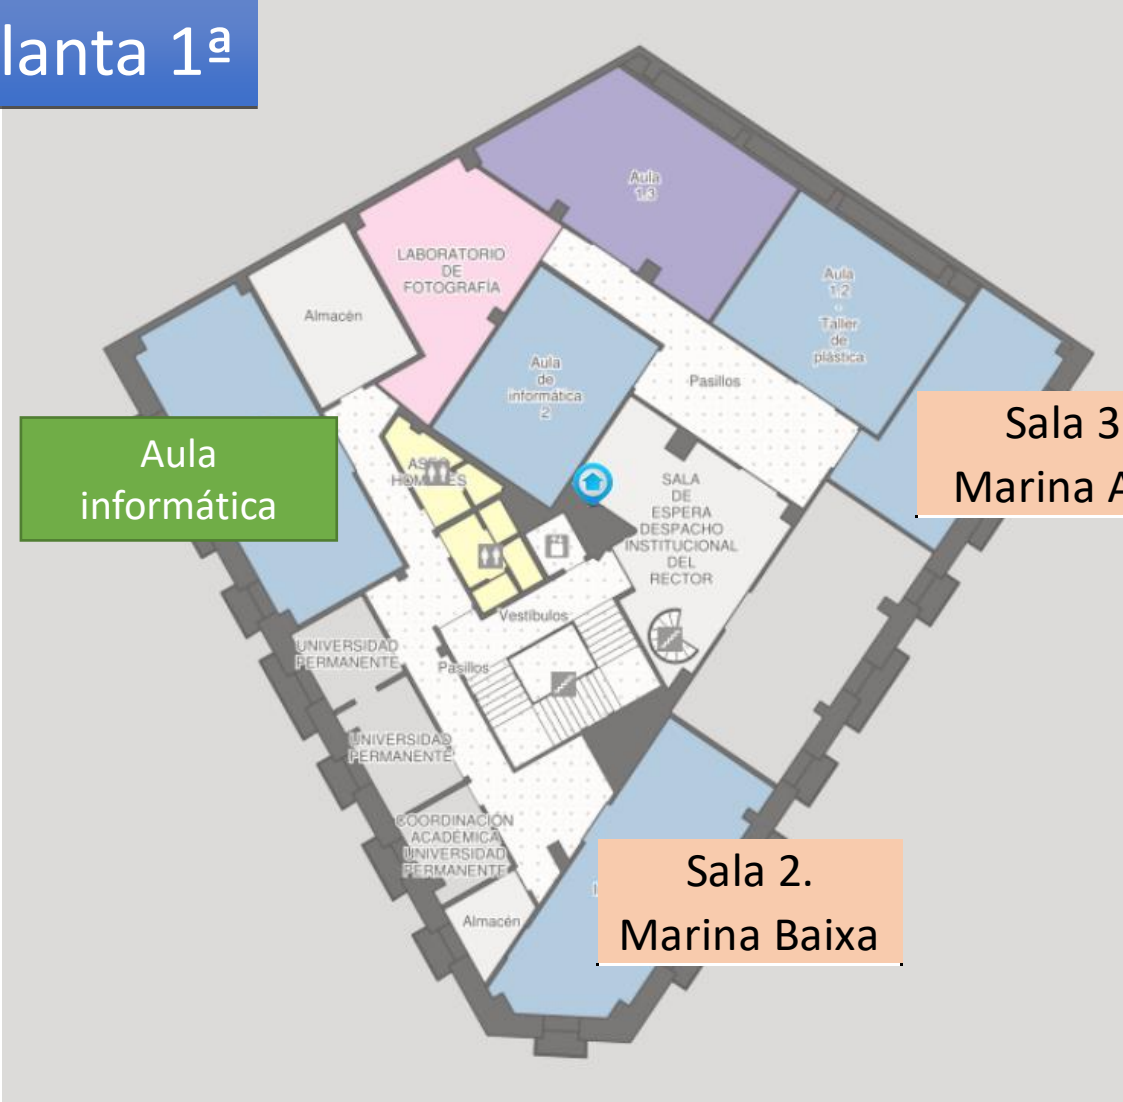 lanta 1ª
Aula
1.3
LABORATORIO
DE
FOTOGRAFÍA
Aula
1.2
-
Taller
de
plástica
Almacén
Aula
de
informática
2
Pasillos
Sala 3
Marina A
Aula
informática
ASEO
HOMBRES
SALA
DE
ESPERA
DESPACHO
INSTITUCIONAL
DEL
RECTOR
Vestíbulos
UNIVERSIDAD
PERMANENTE
Pasillos
UNIVERSIDAD
PERMANENTE
COORDINACIÓN
ACADÉMICA
UNIVERSIDAD
PERMANENTE
Sala 2.
Marina Baixa
Almacén